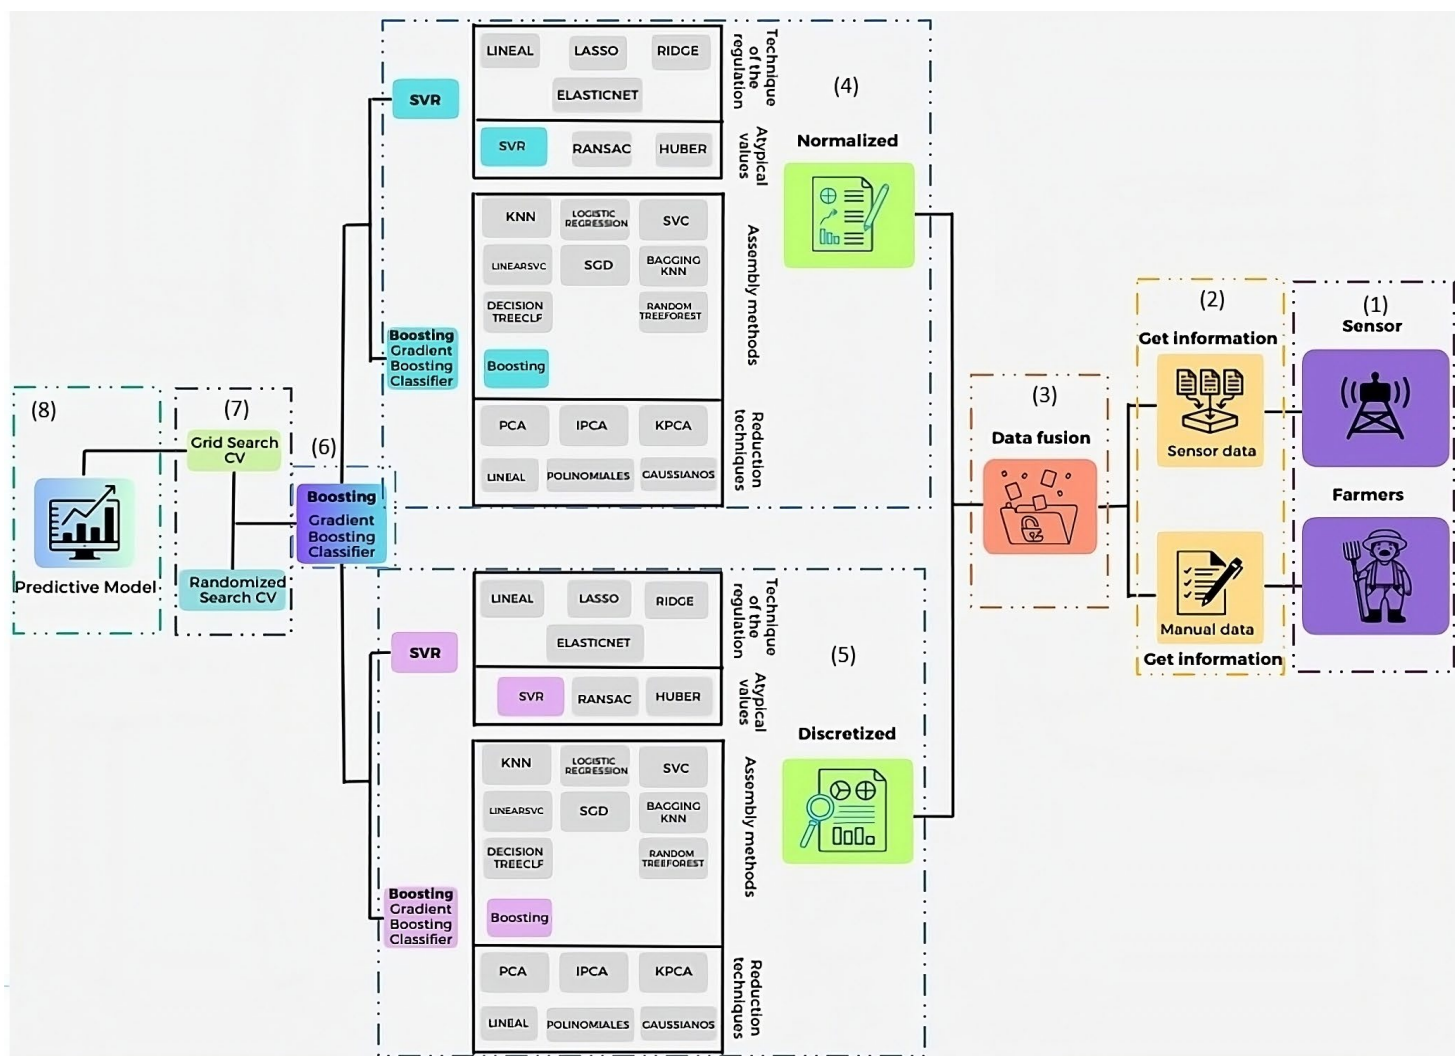 (8)
Predictive Model
(7)
Grid Search
CV
Randomized
Search CV
(6)
Boosting
Gradient
Boosting
Classifier
SVR
Boosting
Gradient
Boosting
Classifier
LINEAL
LASSO
RIDGE
ELASTICNET
Technique
of the
regulation
SVR
RANSAC
HUBER
Atypical
values
KNN
LOGISTIC
REGRESSION
SVC
LINEARSVC
SGD
BAGGING
KNN
DECISION
TREECLF
RANDOM
TREEFOREST
Boosting
Assembly methods
PCA
IPCA
KPCA
LINEAL
POLINOMIALES
GAUSSIANOS
Reduction
techniques
(4)
Normalized
SVR
Boosting
Gradient
Boosting
Classifier
LINEAL
LASSO
RIDGE
ELASTICNET
Technique
of the
regulation
SVR
RANSAC
HUBER
Atypical
values
KNN
LOGISTIC
REGRESSION
SVC
LINEARSVC
SGD
BAGGING
KNN
DECISION
TREECLF
RANDOM
TREEFOREST
Boosting
Assembly methods
PCA
IPCA
KPCA
LINEAL
POLINOMIALES
GAUSSIANOS
Reduction
techniques
(5)
Discretized
(3)
Data fusion
(2)
Get information
Sensor data
Manual data
Get information
(1)
Sensor
Farmers